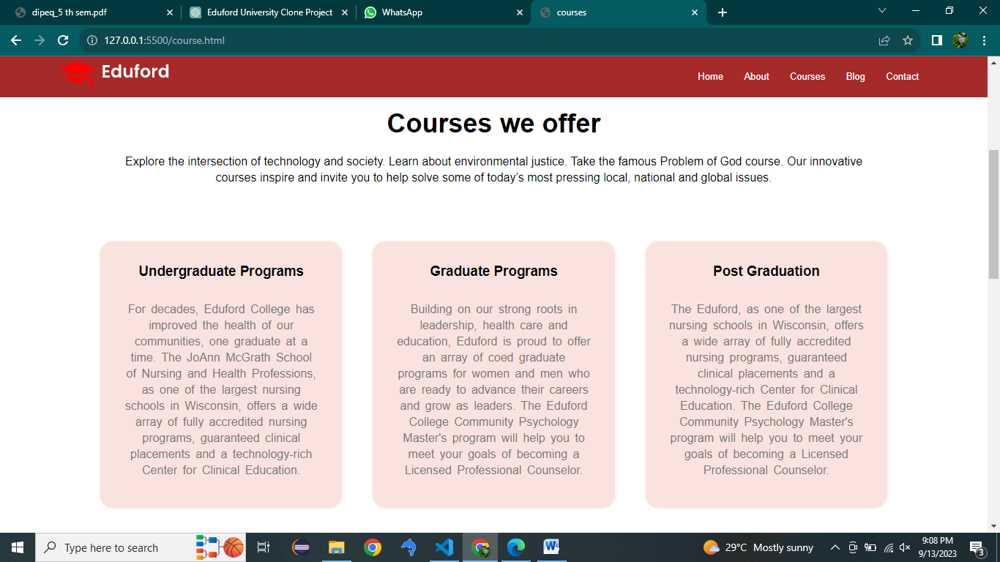 dipeq_5 th sem.pdf
Eduford University Clone Project
WhatsApp
courses
127.0.0.1:5500/course.html
Eduford
Home About Courses Blog Contact
Courses we offer
Explore the intersection of technology and society. Learn about environmental justice. Take the famous Problem of God course. Our innovative
courses inspire and invite you to help solve some of today’s most pressing local, national and global issues.
Undergraduate Programs
For decades, Eduford College has
improved the health of our
communities, one graduate at a
time. The JoAnn McGrath School
of Nursing and Health Professions,
as one of the largest nursing
schools in Wisconsin, offers a wide
array of fully accredited nursing
programs, guaranteed clinical
placements and a technology-rich
Center for Clinical Education.
Graduate Programs
Building on our strong roots in
leadership, health care and
education, Eduford is proud to offer
an array of coed graduate
programs for women and men who
are ready to advance their careers
and grow as leaders. The Eduford
College Community Psychology
Master's program will help you to
meet your goals of becoming a
Licensed Professional Counselor.
Post Graduation
The Eduford, as one of the largest
nursing schools in Wisconsin, offers
a wide array of fully accredited
nursing programs, guaranteed
clinical placements and a
technology-rich Center for Clinical
Education. The Eduford College
Community Psychology Master's
program will help you to meet your
goals of becoming a Licensed
Professional Counselor.
Type here to search
29°C Mostly sunny
9:08 PM
9/13/2023
3